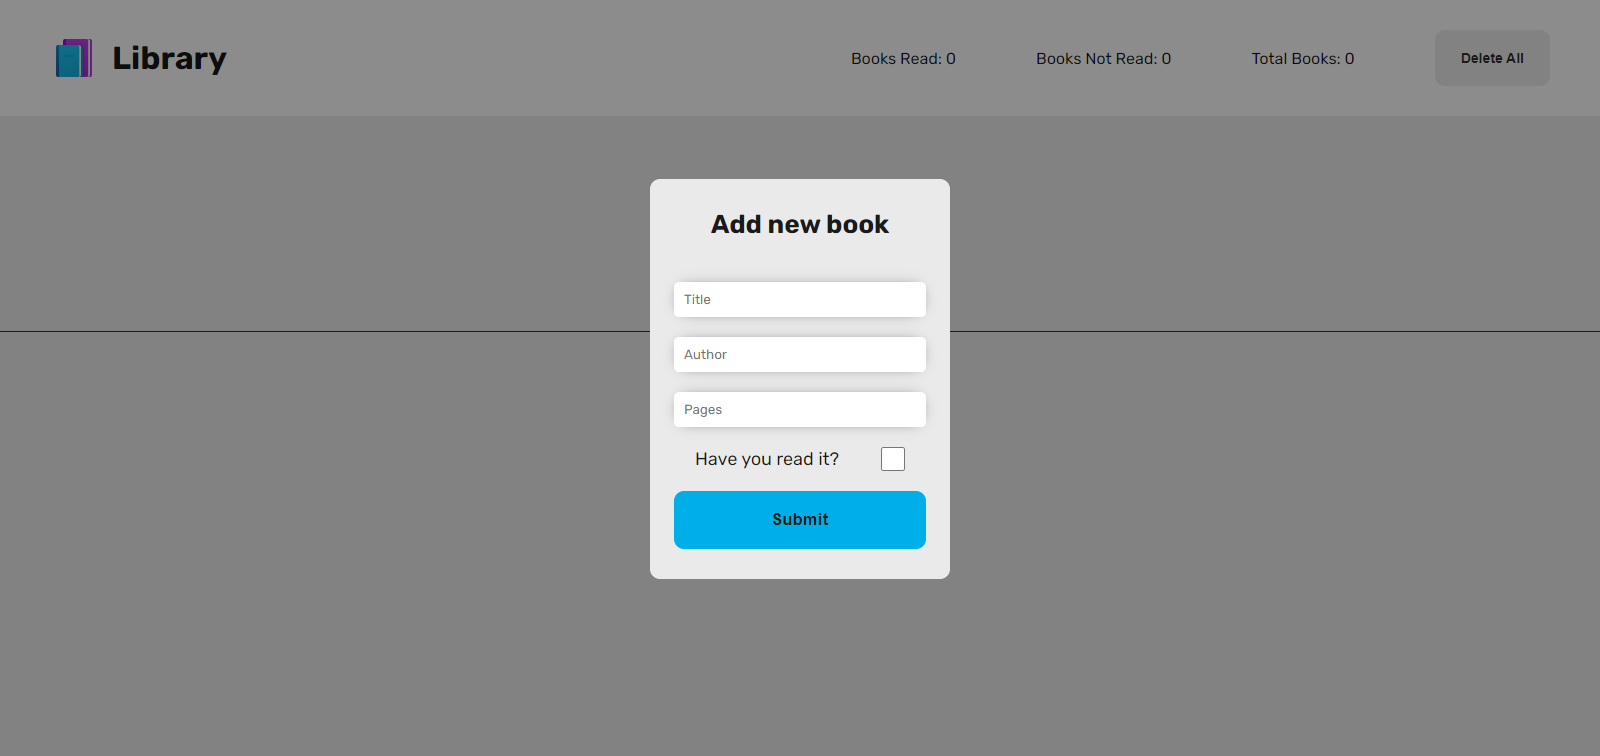 Library
Books Read: 0
Books Not Read: 0
Total Books: 0
Delete All
Add new book
Title
Author
Pages
Have you read it?
Submit